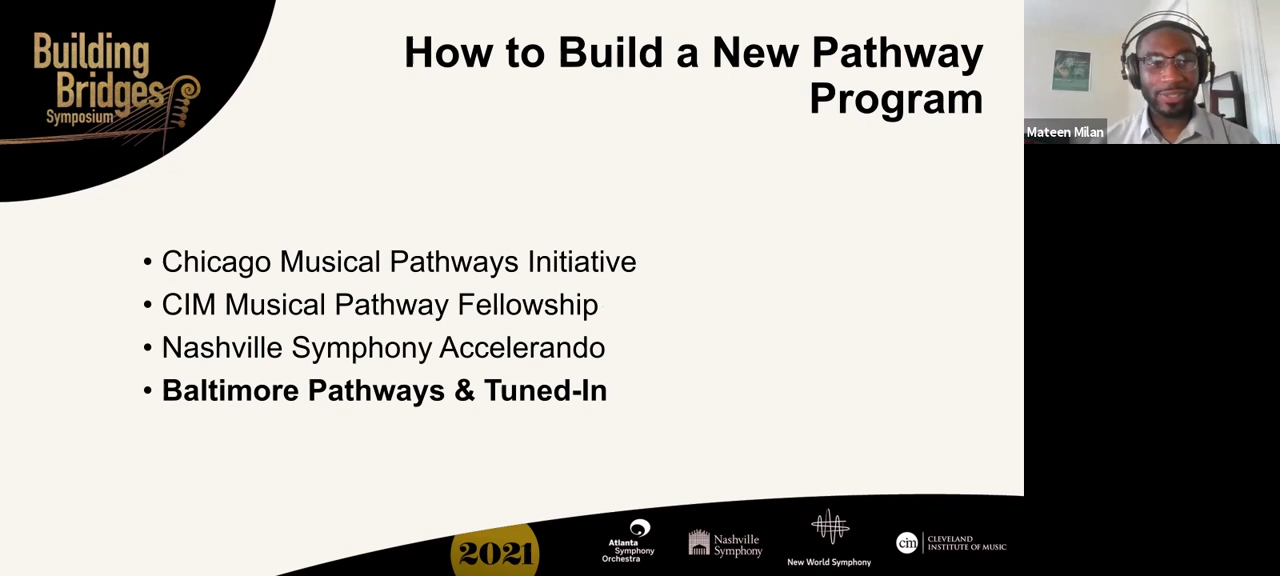 Building
Bridges
Symposium
How to Build a New Pathway
Program
Mateen Milan
• Chicago Musical Pathways Initiative
• CIM Musical Pathway Fellowship
• Nashville Symphony Accelerando
• Baltimore Pathways & Tuned-In
2021
Atlanta
Symphony
Orchestra
Nashville
Symphony
New World Symphony
cim
CLEVELAND
INSTITUTE OF MUSIC